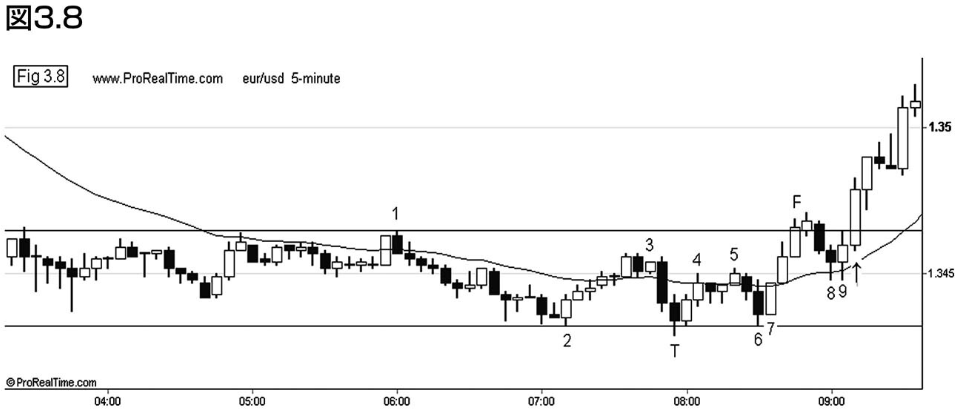 図3.8
Fig 3.8 www.ProRealTime.com eur/usd 5-minute
1.35
F
1
3
5
4
1.345
8 9
7
2
6
T
©ProRealTime.com
04:00 05:00 06:00 07:00 08:00 09:00